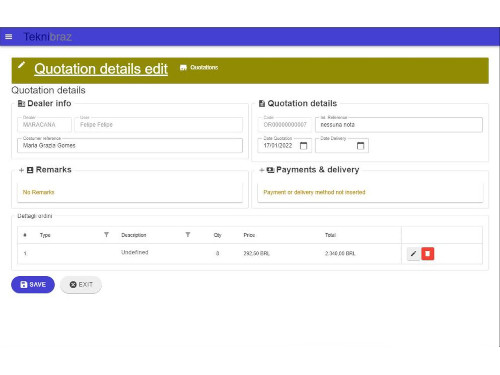 Teknibraz
Quotation details edit Quotations
Quotation details
Dealer info
Dealer User
MARACANA Felipe Felipe
Costumer reference
Maria Grazia Gomes
Quotation details
Code Int. Reference
OR00000000007 nessuna nota
Date Quotation Date Delivery
17/01/2022
+ Remarks
No Remarks
+ Payments & delivery
Payment or delivery method not inserted
Dettagli ordini
# Type Description Qty Price Total
1 Undefined 8 292,50 BRL 2.340,00 BRL
SAVE EXIT